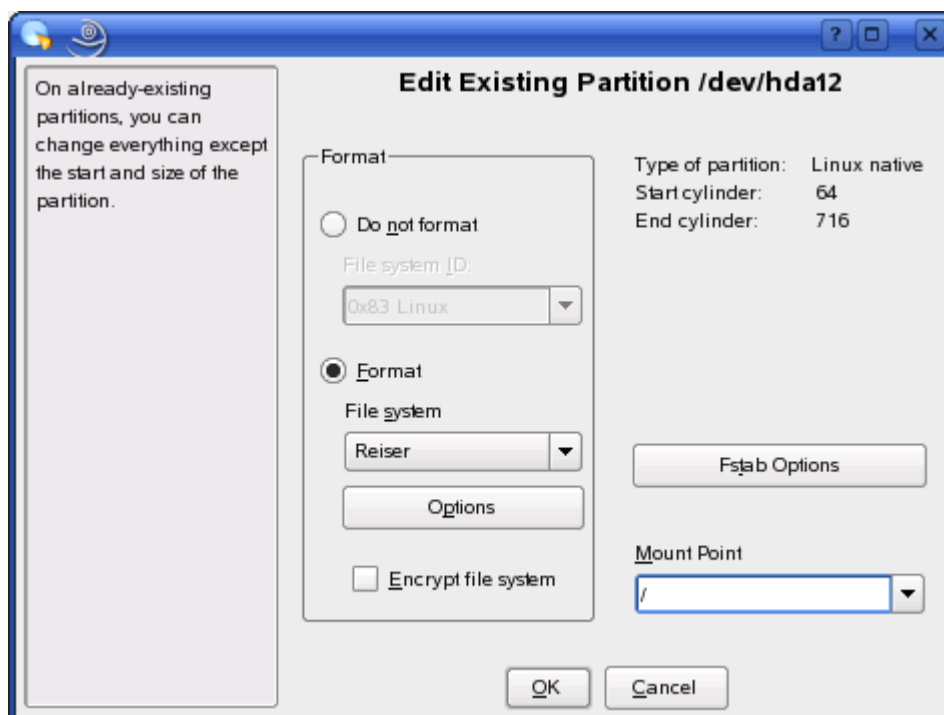 Edit Existing Partition /dev/hda12
On already-existing
partitions, you can
change everything except
the start and size of the
partition.
Format
Do not format
File system ID:
0x83 Linux
Format
File system
Reiser
Options
Encrypt file system
Type of partition: Linux native
Start cylinder: 64
End cylinder: 716
Fstab Options
Mount Point
/
OK
Cancel